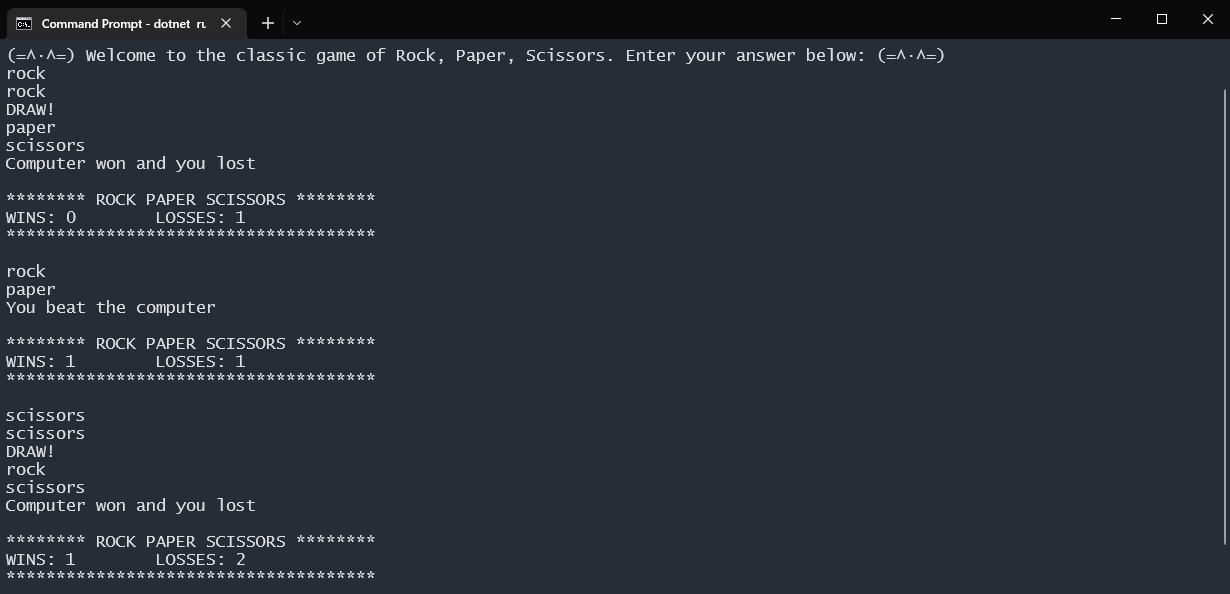 Command Prompt - dotnet ru
(=^·^=) Welcome to the classic game of Rock, Paper, Scissors. Enter your answer below: (=^·^=)
rock
rock
DRAW!
paper
scissors
Computer won and you lost
******** ROCK PAPER SCISSORS ********
WINS: 0        LOSSES: 1
*************************************
rock
paper
You beat the computer
******** ROCK PAPER SCISSORS ********
WINS: 1        LOSSES: 1
*************************************
scissors
scissors
DRAW!
rock
scissors
Computer won and you lost
******** ROCK PAPER SCISSORS ********
WINS: 1        LOSSES: 2
*************************************